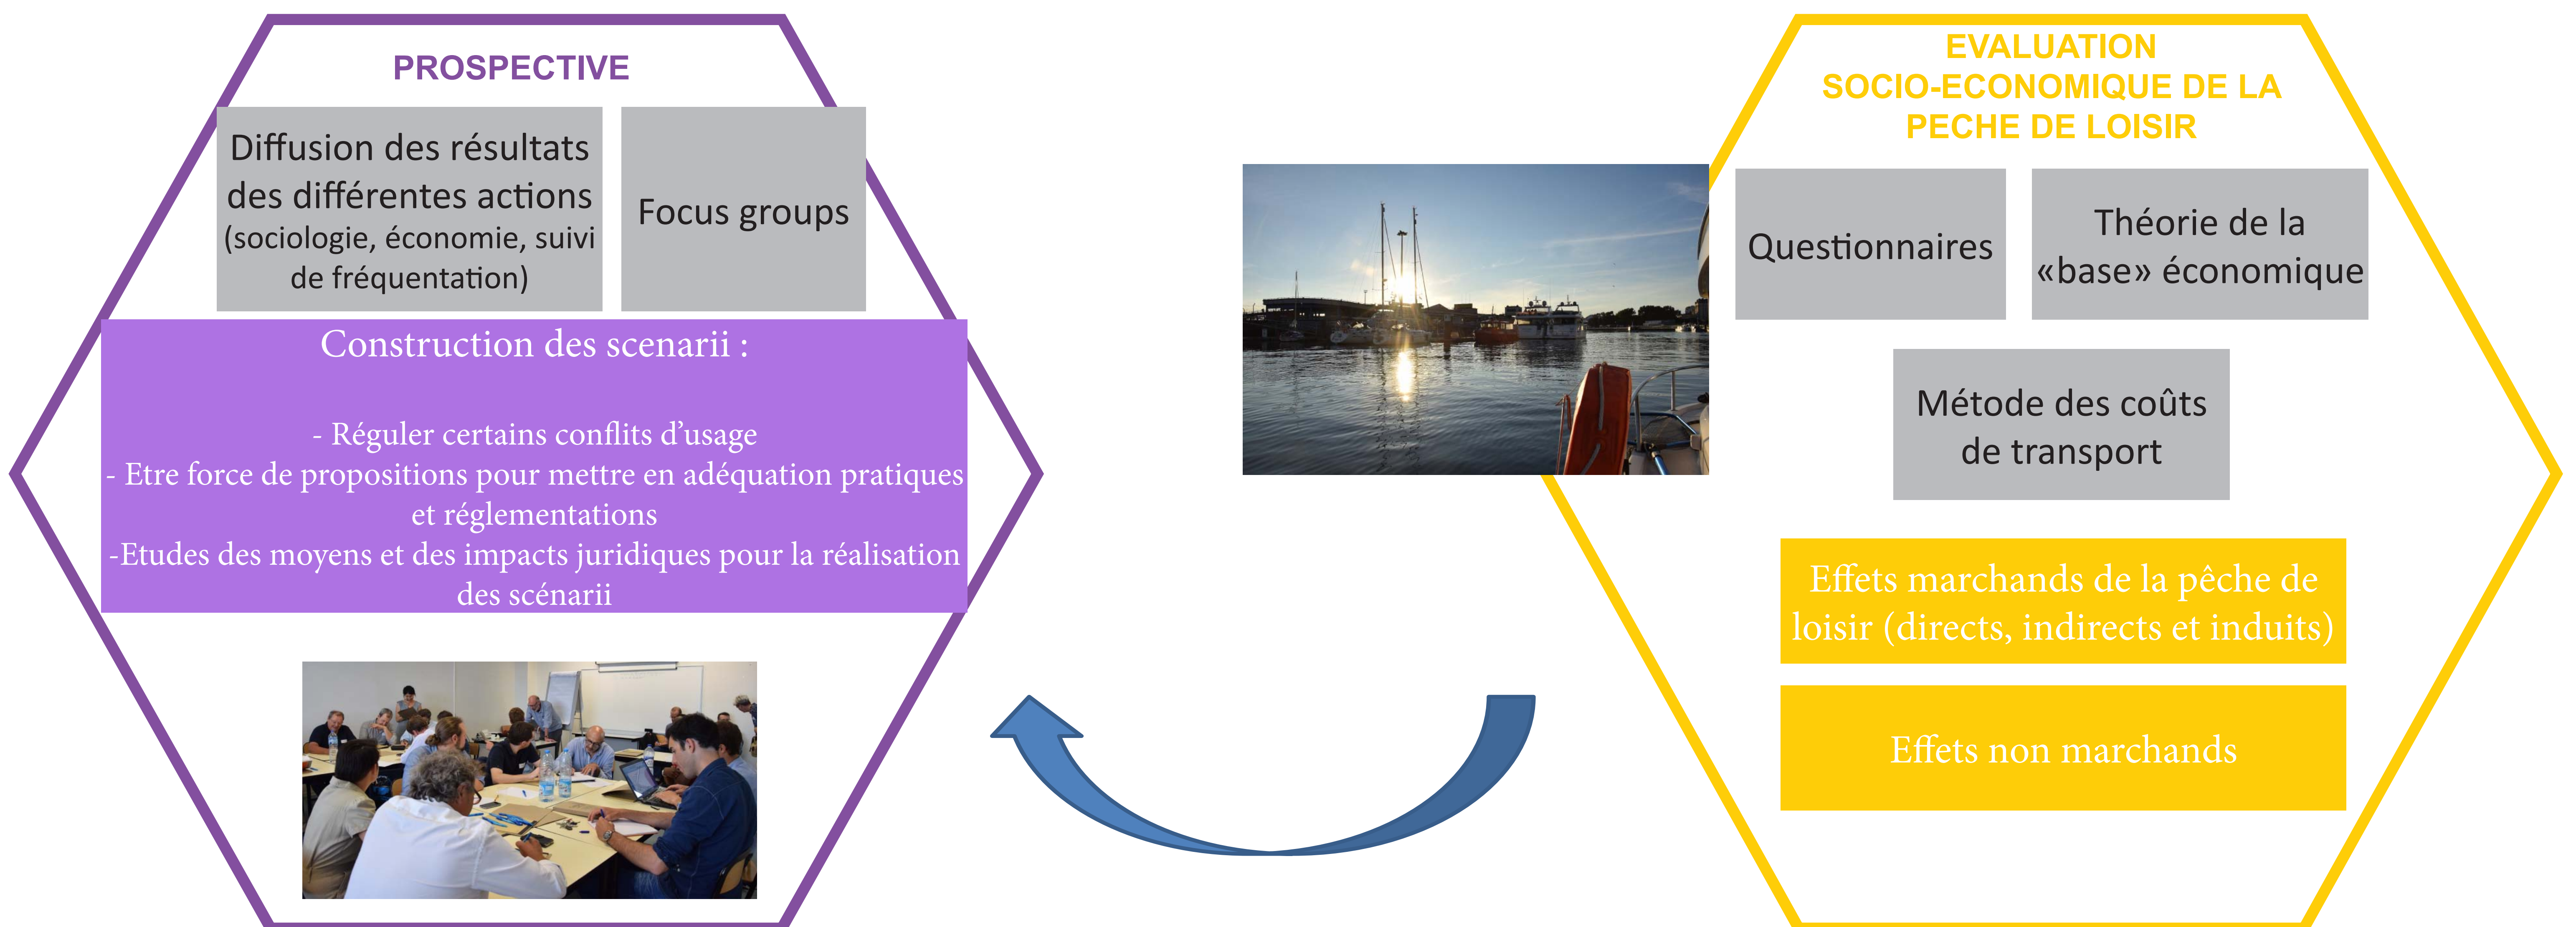 PROSPECTIVE
Diffusion des résultats
des différentes actions
(sociologie, économie, suivi
de fréquentation)
Focus groups
Construction des scenarii :
- Réguler certains conflits d’usage
- Etre force de propositions pour mettre en adéquation pratiques
et réglementations
-Etudes des moyens et des impacts juridiques pour la réalisation
des scénarii
EVALUATION
SOCIO-ECONOMIQUE DE LA
PECHE DE LOISIR
Questionnaires
Théorie de la
«base» économique
Métode des coûts
de transport
Effets marchands de la pêche de
loisir (directs, indirects et induits)
Effets non marchands